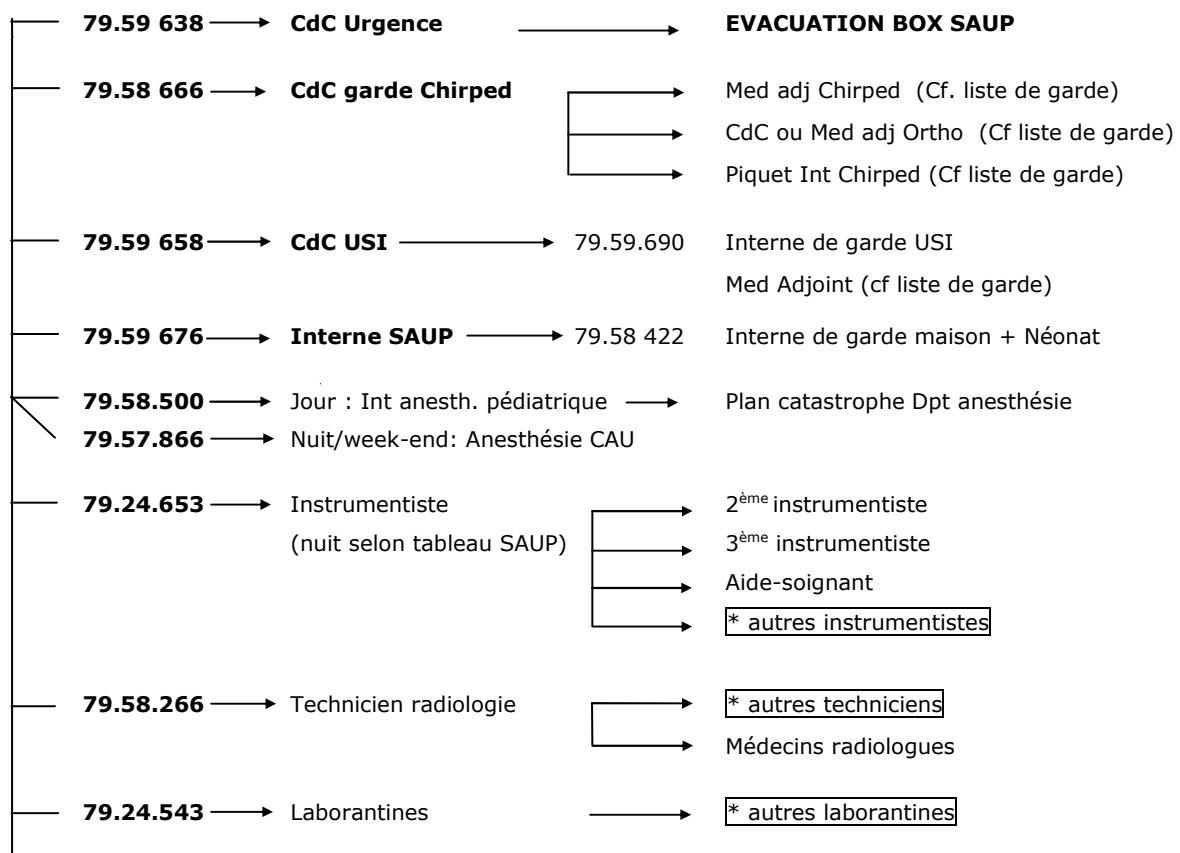 79.59 638 CdC Urgence EVACUATION BOX SAUP
79.58 666 CdC garde Chirped Med adj Chirped (Cf. liste de garde)
CdC ou Med adj Ortho (Cf liste de garde)
Piquet Int Chirped (Cf liste de garde)
79.59 658 CdC USI 79.59.690 Interne de garde USI
Med Adjoint (cf liste de garde)
79.59 676 Interne SAUP 79.58 422 Interne de garde maison + Néonat
79.58.500 Jour : Int anesth. pédiatrique Plan catastrophe Dpt anesthésie
79.57.866 Nuit/week-end: Anesthésie CAU
79.24.653 Instrumentiste 2ème instrumentiste
(nuit selon tableau SAUP) 3ème instrumentiste
Aide-soignant
* autres instrumentistes
79.58.266 Technicien radiologie * autres techniciens
Médecins radiologues
79.24.543 Laborantines * autres laborantines